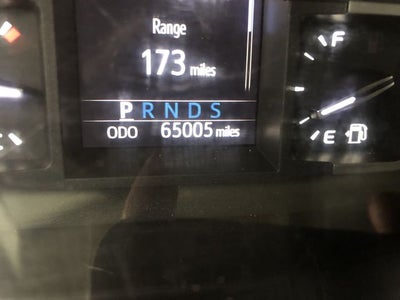 Range
173 miles
F
P R N D S
ODO 65005 miles
E
C